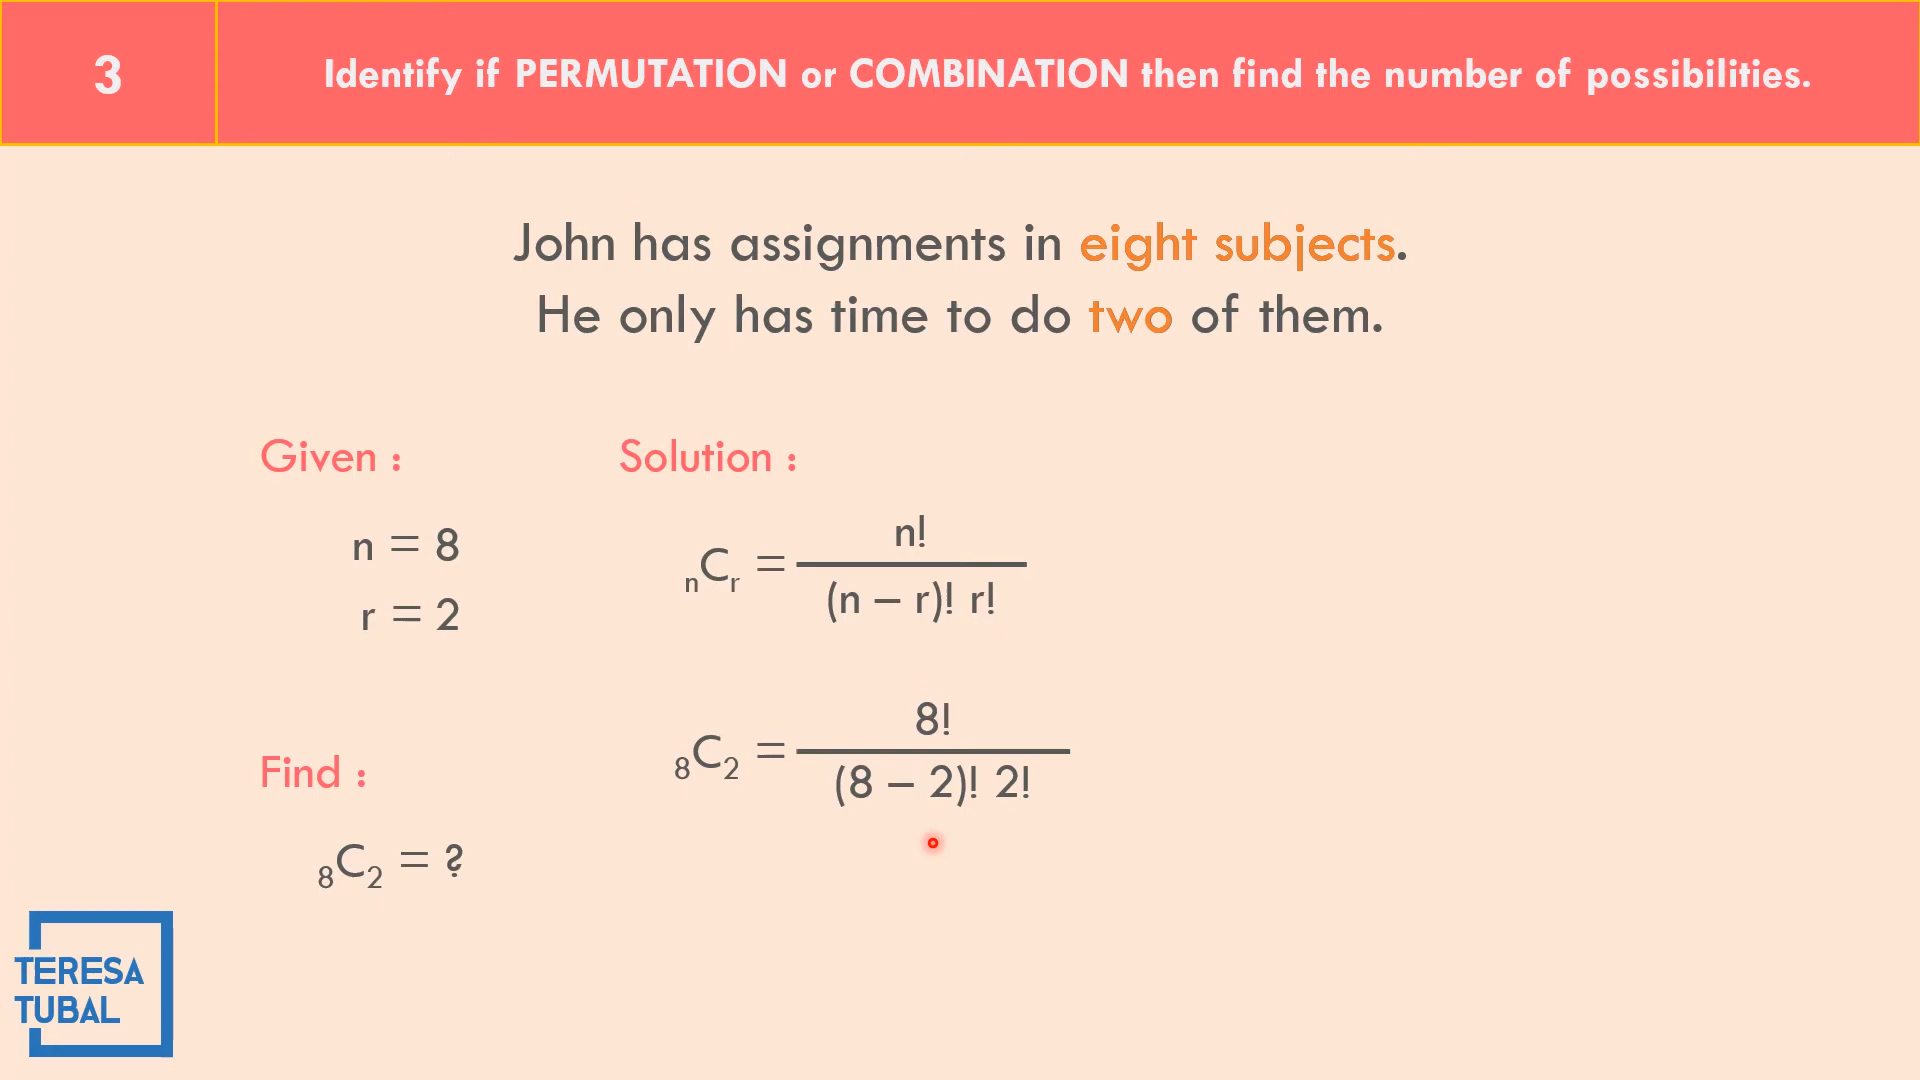 3
Identify if PERMUTATION or COMBINATION then find the number of possibilities.
John has assignments in eight subjects.
He only has time to do two of them.
Given :
n = 8
r = 2
Find :
₈C₂ = ?
Solution :
ₙCᵣ = n! / (n – r)! r!
₈C₂ = 8! / (8 – 2)! 2!
TERESA
TUBAL